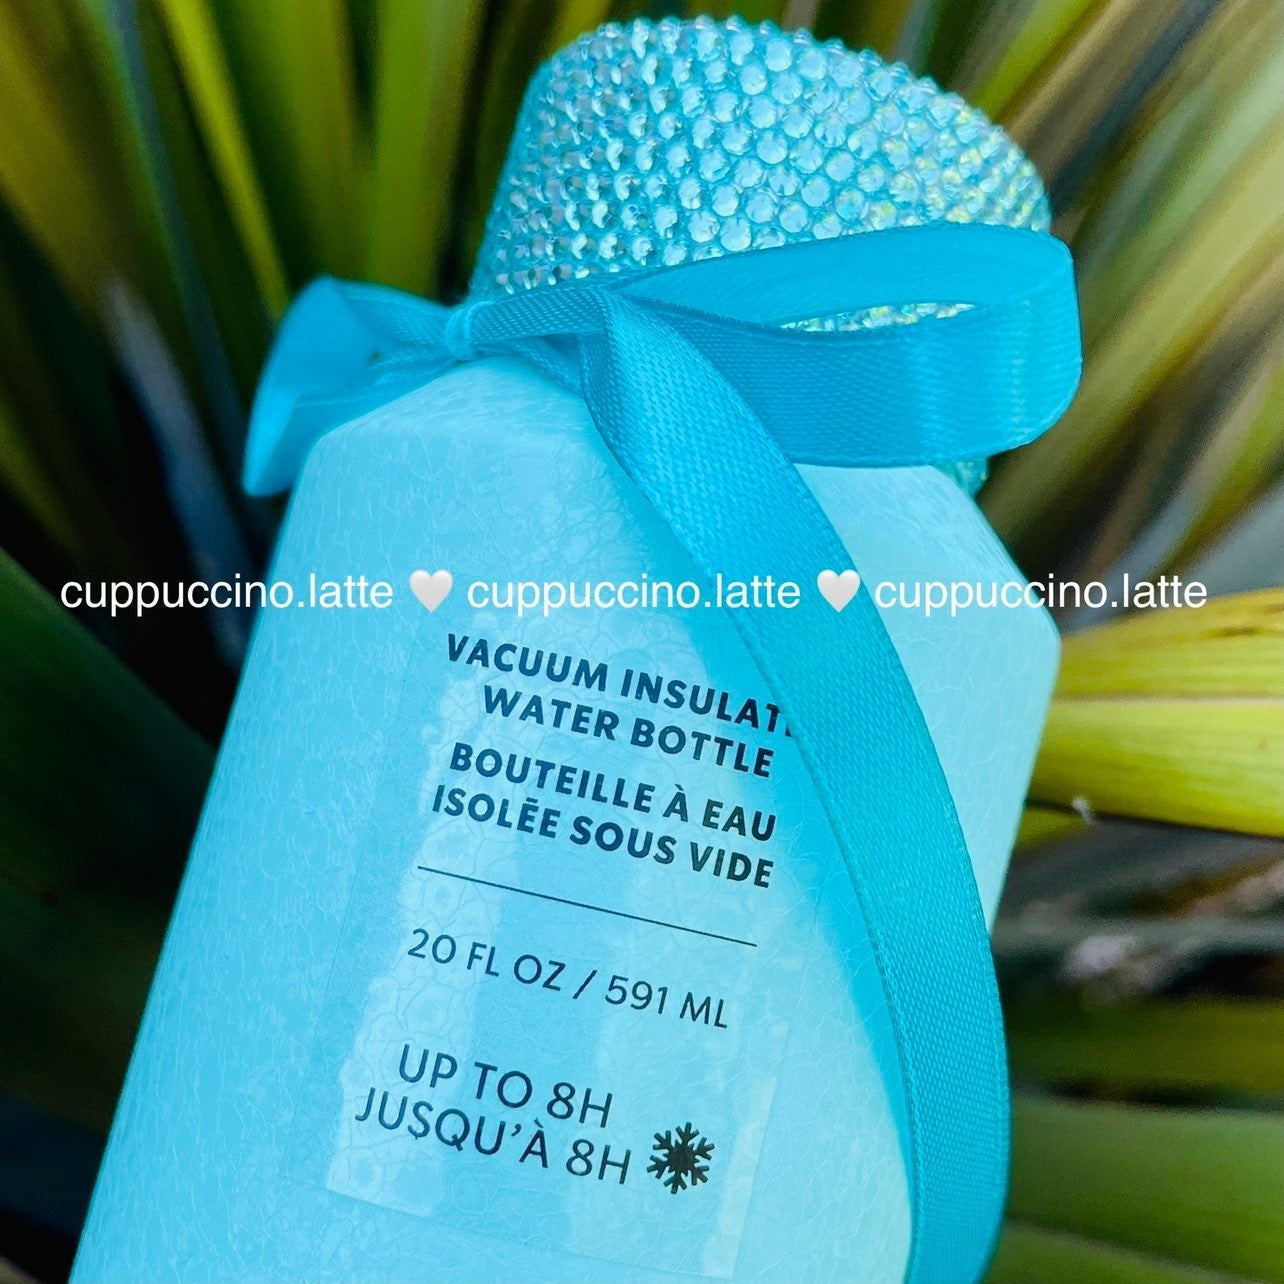 cuppuccino.latte 🤍 cuppuccino.latte 🤍 cuppuccino.latte
VACUUM
WATER BOTTLE
BOUTEILLE À EAU
ISOLÉE SOUS VIDE
20 FL OZ / 591 ML
UP TO 8H
JUSQU'À 8H